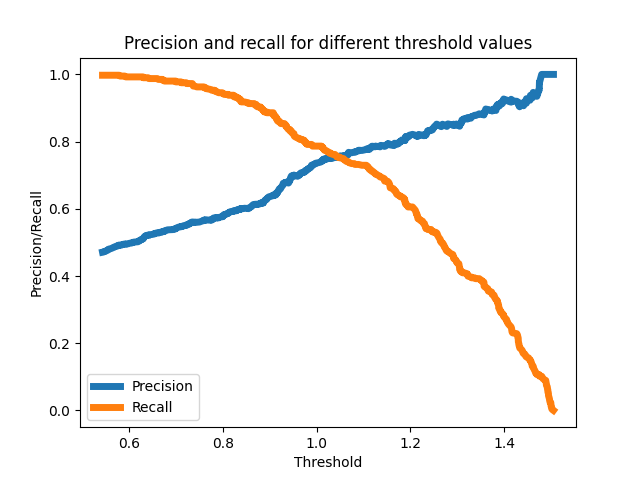 Precision and recall for different threshold values
1.0
0.8
0.6
0.4
0.2
0.0
Precision/Recall
Precision
Recall
0.6 0.8 1.0 1.2 1.4
Threshold